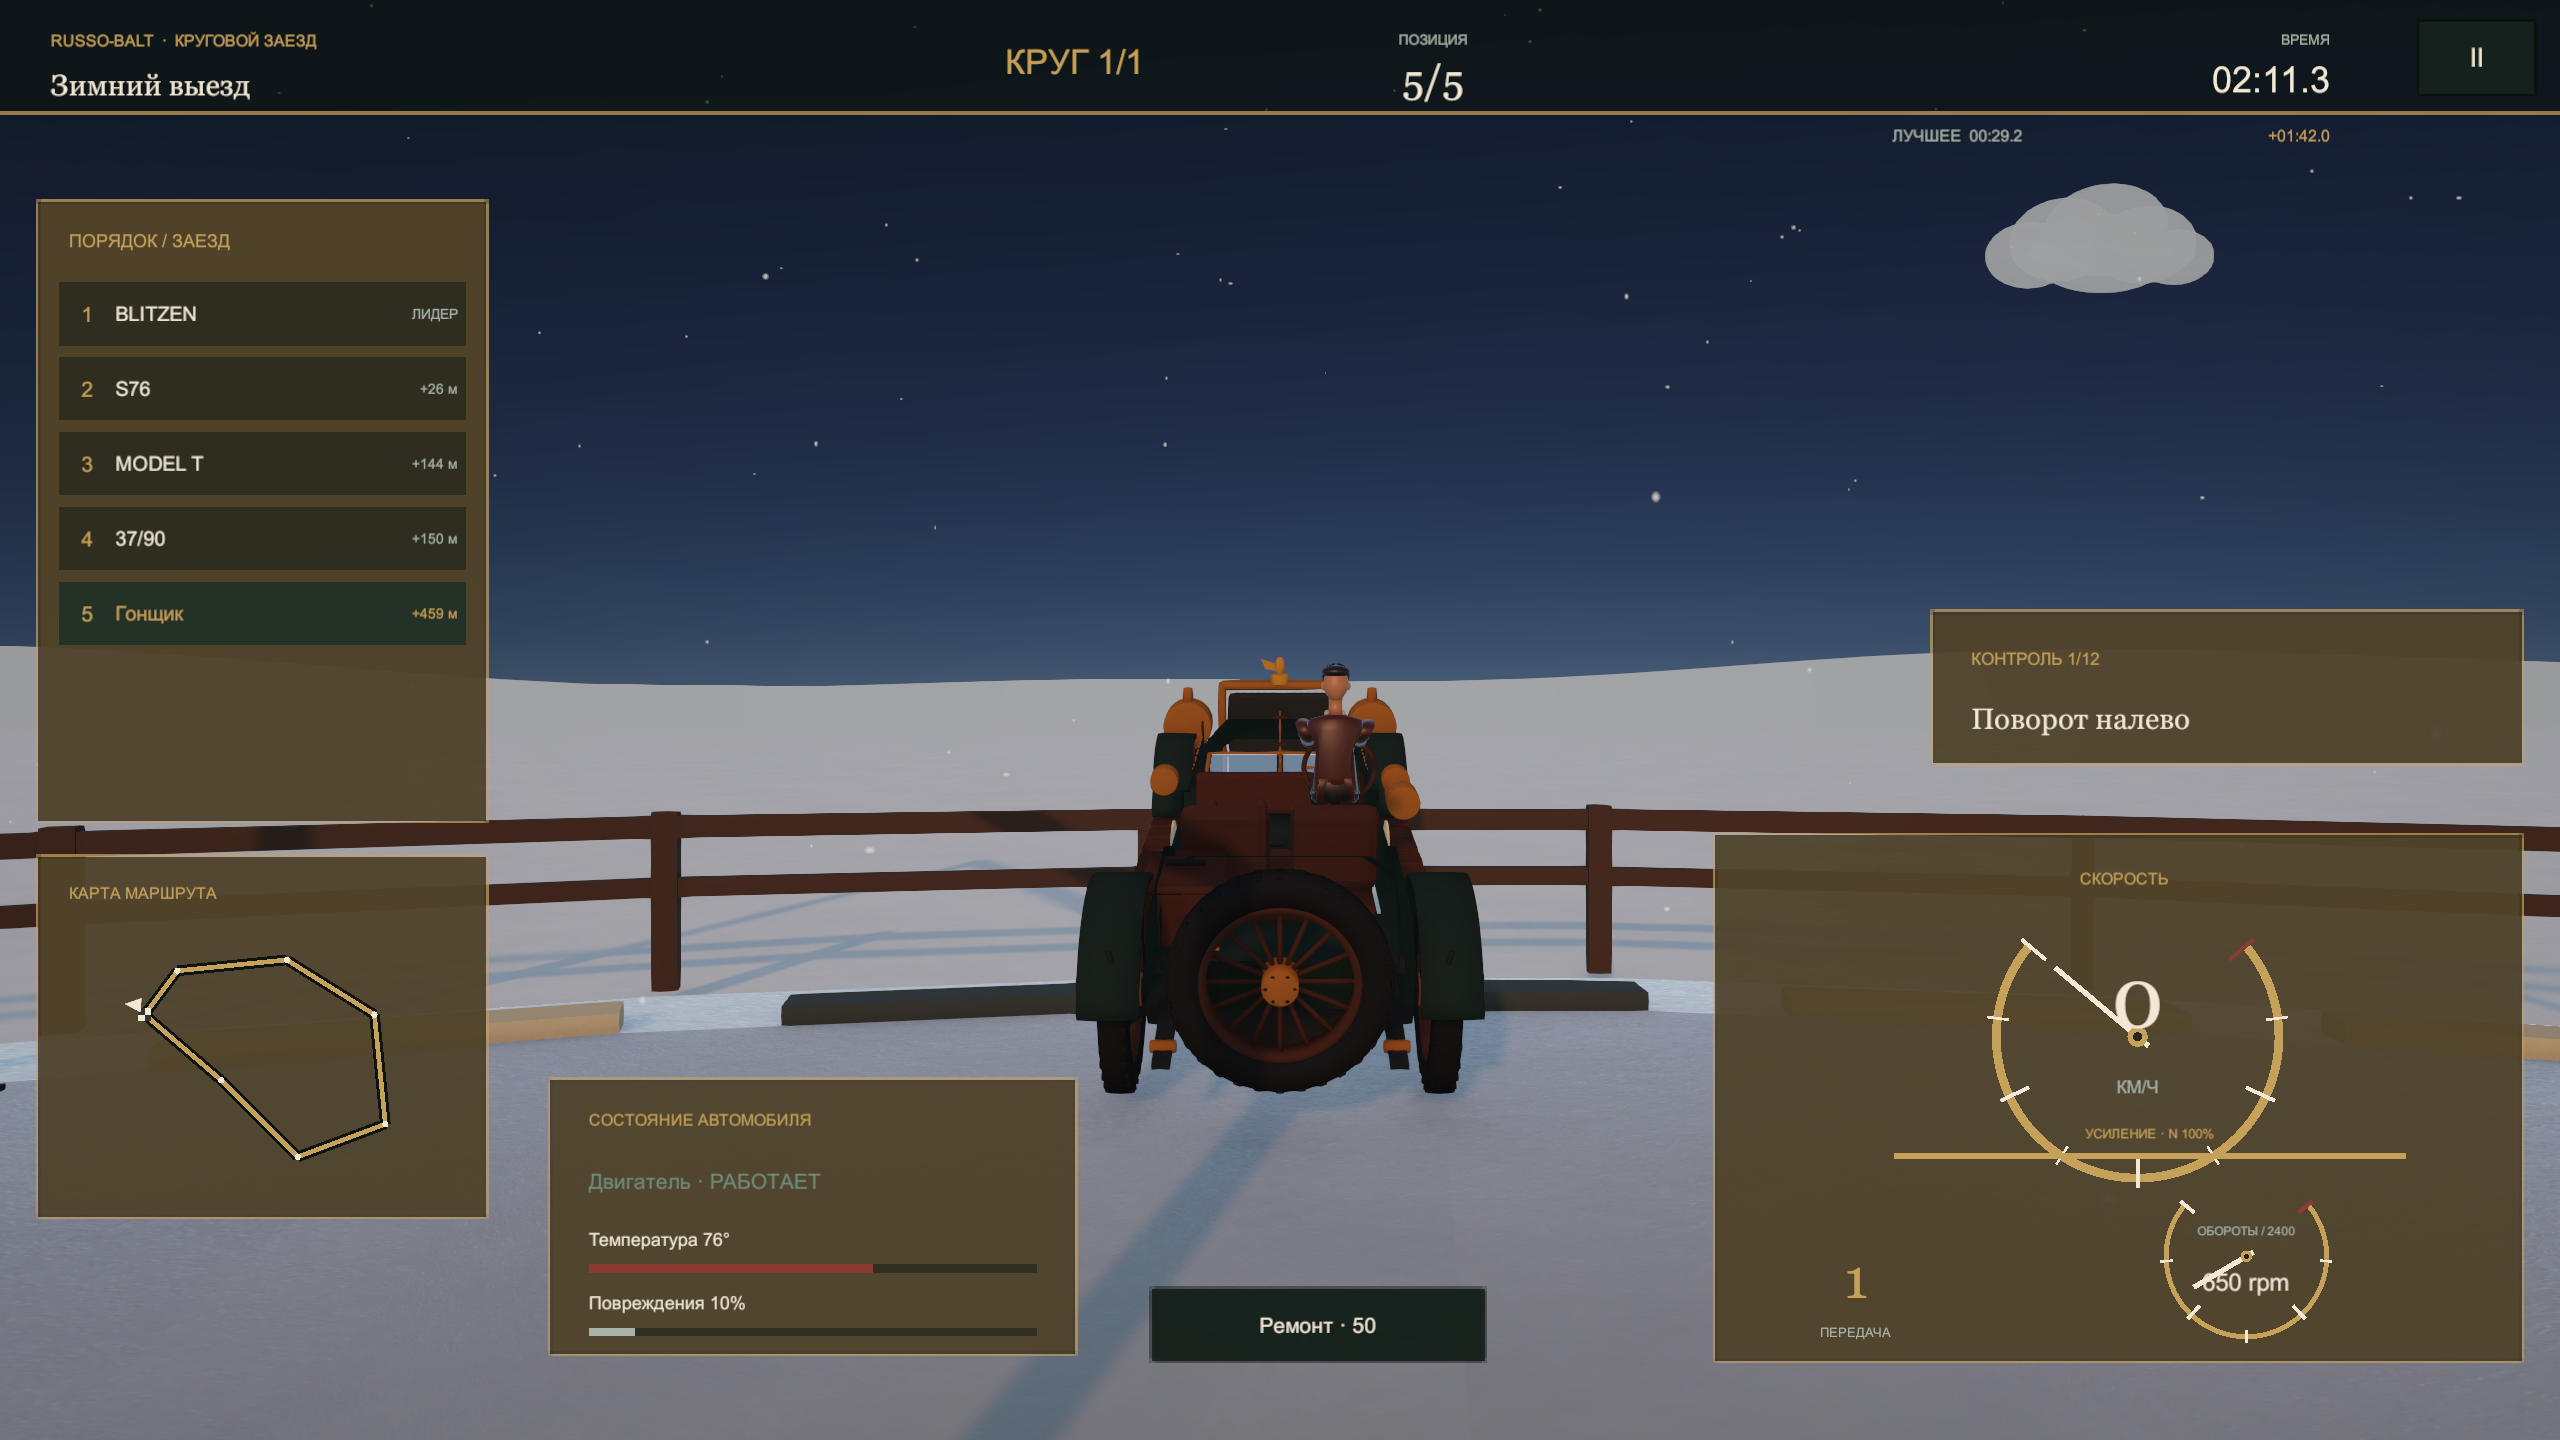 RUSSO-BALT · КРУГОВОЙ ЗАЕЗД
Зимний выезд
КРУГ 1/1
ПОЗИЦИЯ
5/5
ВРЕМЯ
02:11.3
II
ЛУЧШЕЕ 00:29.2
+01:42.0
ПОРЯДОК / ЗАЕЗД
1 BLITZEN ЛИДЕР
2 S76 +26 м
3 MODEL T +144 м
4 37/90 +150 м
5 Гонщик +459 м
КОНТРОЛЬ 1/12
Поворот налево
КАРТА МАРШРУТА
СОСТОЯНИЕ АВТОМОБИЛЯ
Двигатель · РАБОТАЕТ
Температура 76°
Повреждения 10%
Ремонт · 50
СКОРОСТЬ
0
КМ/Ч
УСИЛЕНИЕ · N 100%
ОБОРОТЫ / 2400
650 rpm
1
ПЕРЕДАЧА